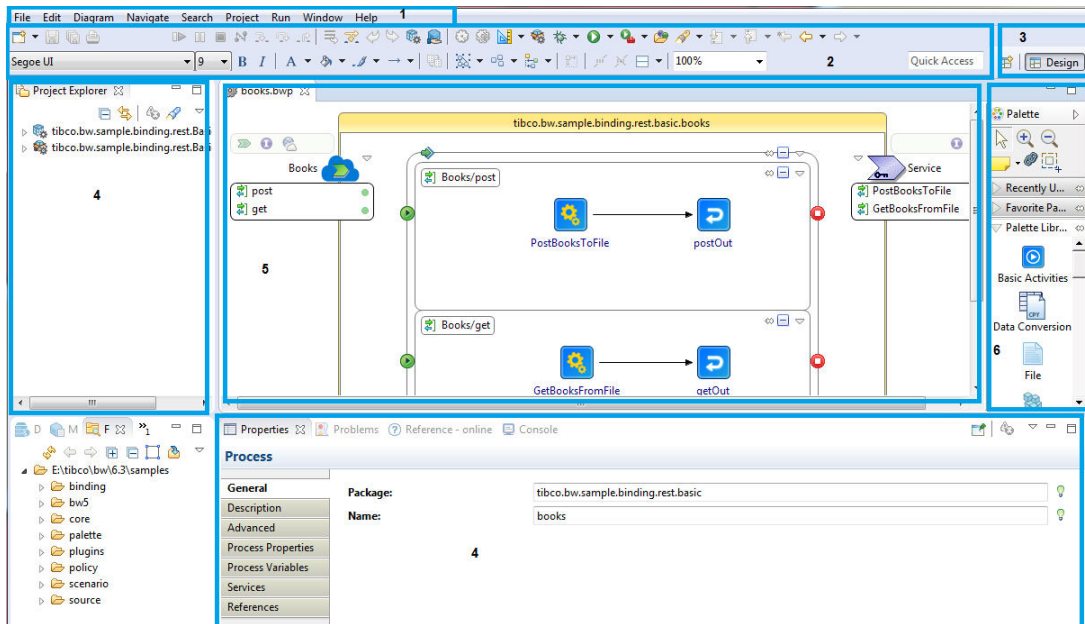 File Edit Diagram Navigate Search Project Run Window Help 1
Segoe UI 9 B I A 100% 2 Quick Access
3
Design
Project Explorer
tibco.bw.sample.binding.rest.Basi
tibco.bw.sample.binding.rest.Basi
4
books.bwp
tibco.bw.sample.binding.rest.basic.books
Books
post
get
Books/post
PostBooksToFile
postOut
Service
PostBooksToFile
GetBooksFromFile
5
Books/get
GetBooksFromFile
getOut
Palette
Recently U...
Favorite Pa...
Palette Libr...
Basic Activities
Data Conversion
6
File
D M F »1
E:\tibco\bw\6.3\samples
binding
bw5
core
palette
plugins
policy
scenario
source
Properties Problems Reference - online Console
Process
General
Description
Advanced
Process Properties
Process Variables
Services
References
Package: tibco.bw.sample.binding.rest.basic
Name: books
4